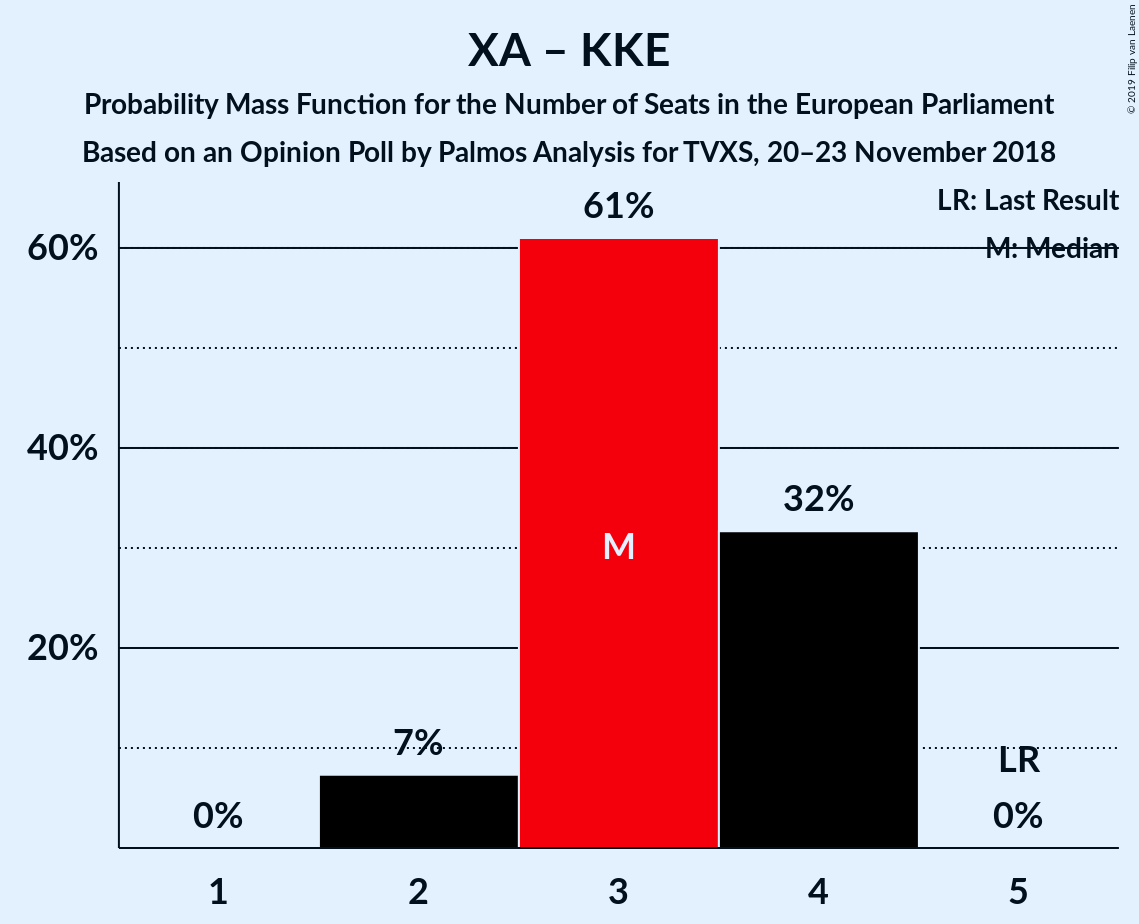 XA – KKE
Probability Mass Function for the Number of Seats in the European Parliament
Based on an Opinion Poll by Palmos Analysis for TVXS, 20–23 November 2018
© 2019 Filip van Laenen
LR: Last Result
M: Median
60%
40%
20%
0%
7%
61%
M
32%
LR
0%
1
2
3
4
5